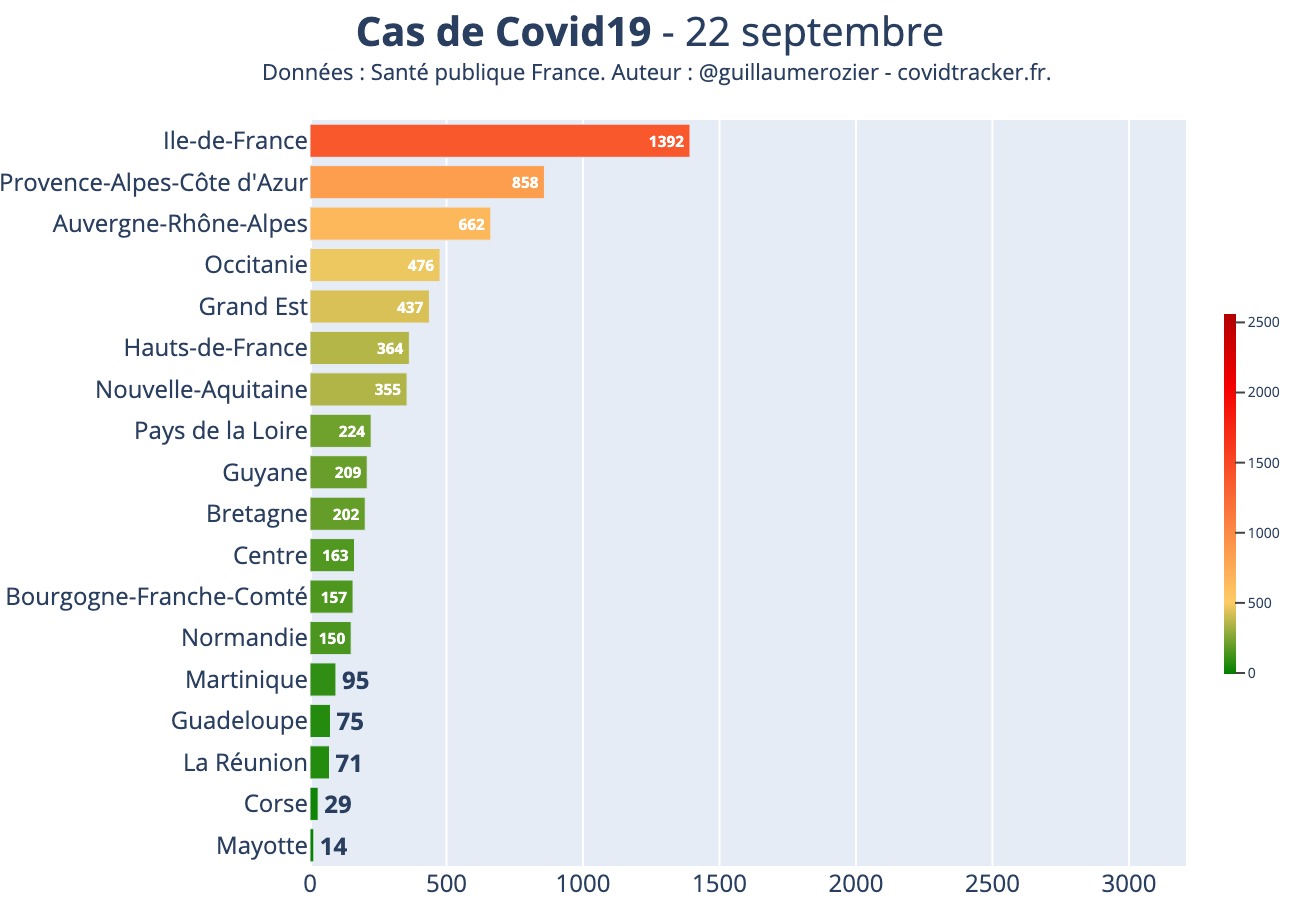 Cas de Covid19 - 22 septembre
Données : Santé publique France. Auteur : @guillaumerozier - covidtracker.fr.
Ile-de-France 1392
Provence-Alpes-Côte d'Azur 858
Auvergne-Rhône-Alpes 662
Occitanie 476
Grand Est 437
Hauts-de-France 364
Nouvelle-Aquitaine 355
Pays de la Loire 224
Guyane 209
Bretagne 202
Centre 163
Bourgogne-Franche-Comté 157
Normandie 150
Martinique 95
Guadeloupe 75
La Réunion 71
Corse 29
Mayotte 14
0 500 1000 1500 2000 2500 3000
2500
2000
1500
1000
500
0